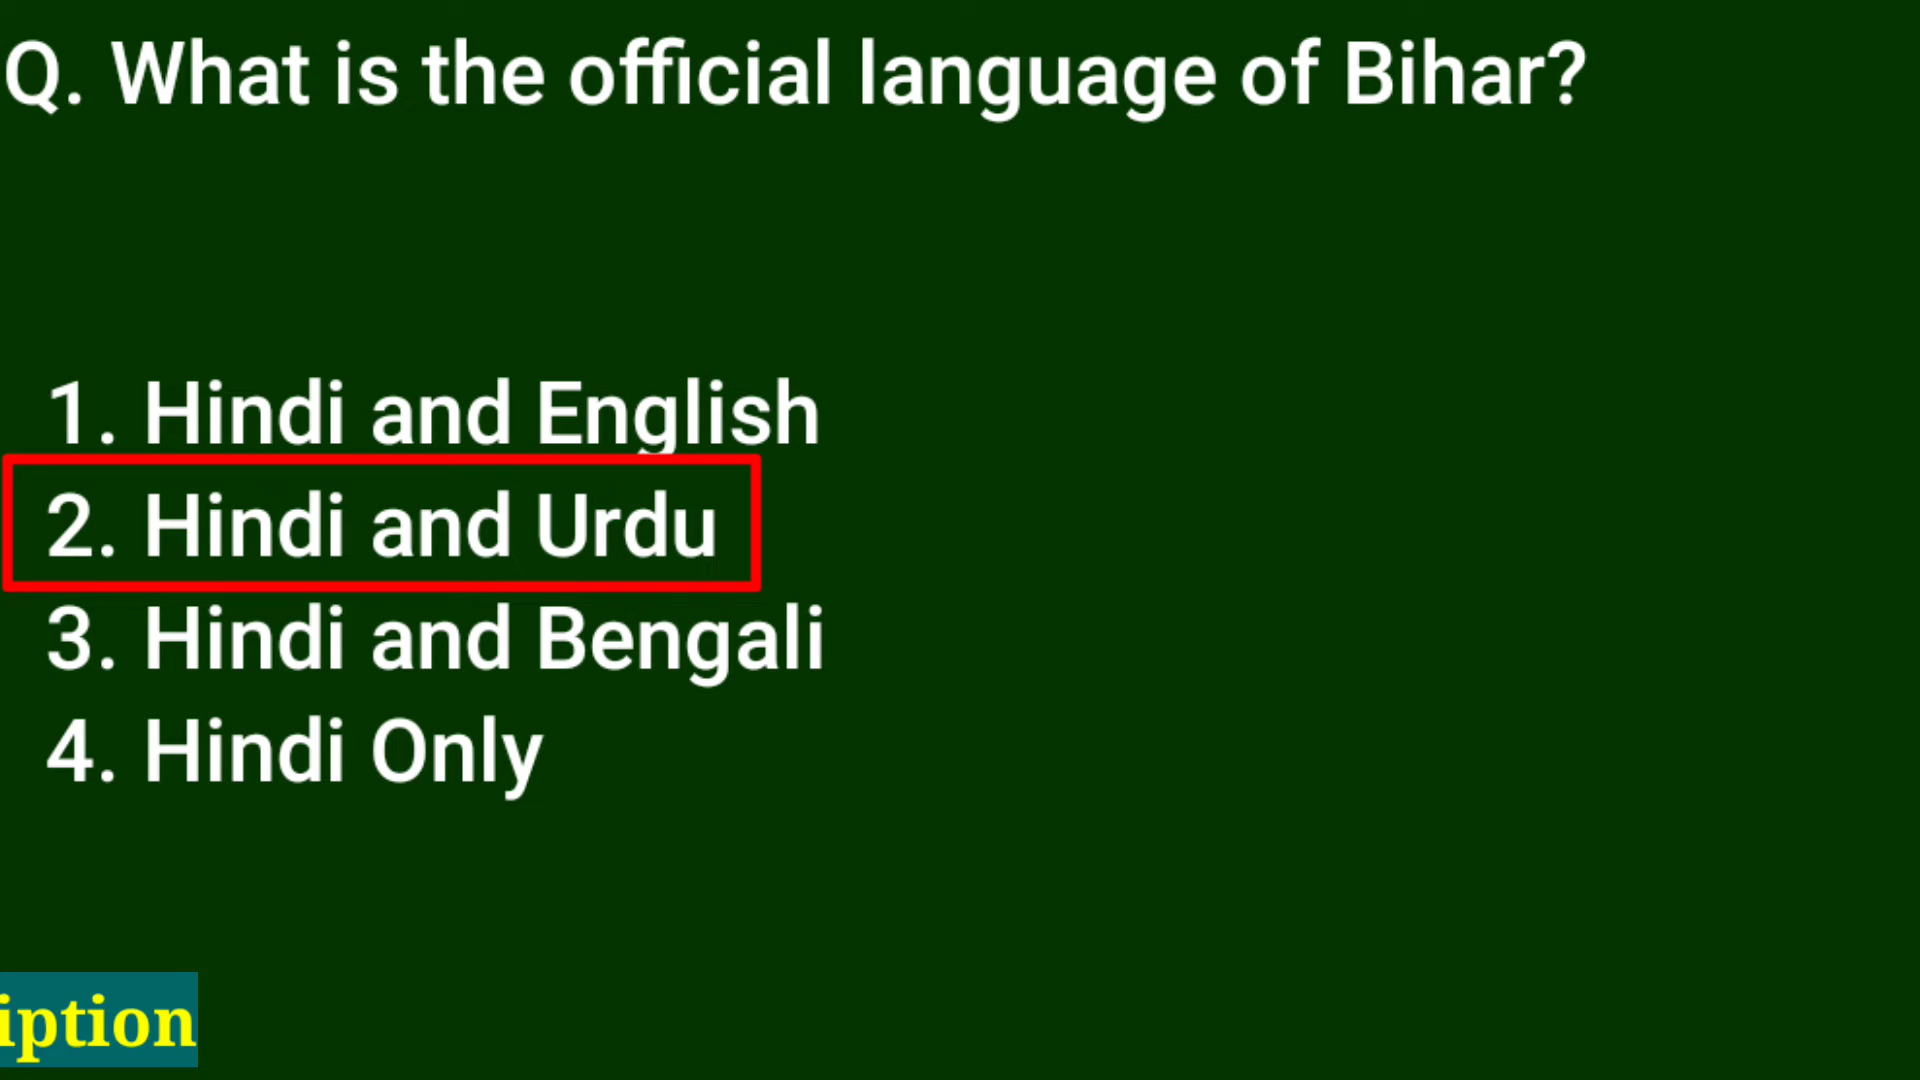 Q. What is the official language of Bihar?
1. Hindi and English
2. Hindi and Urdu
3. Hindi and Bengali
4. Hindi Only
iption